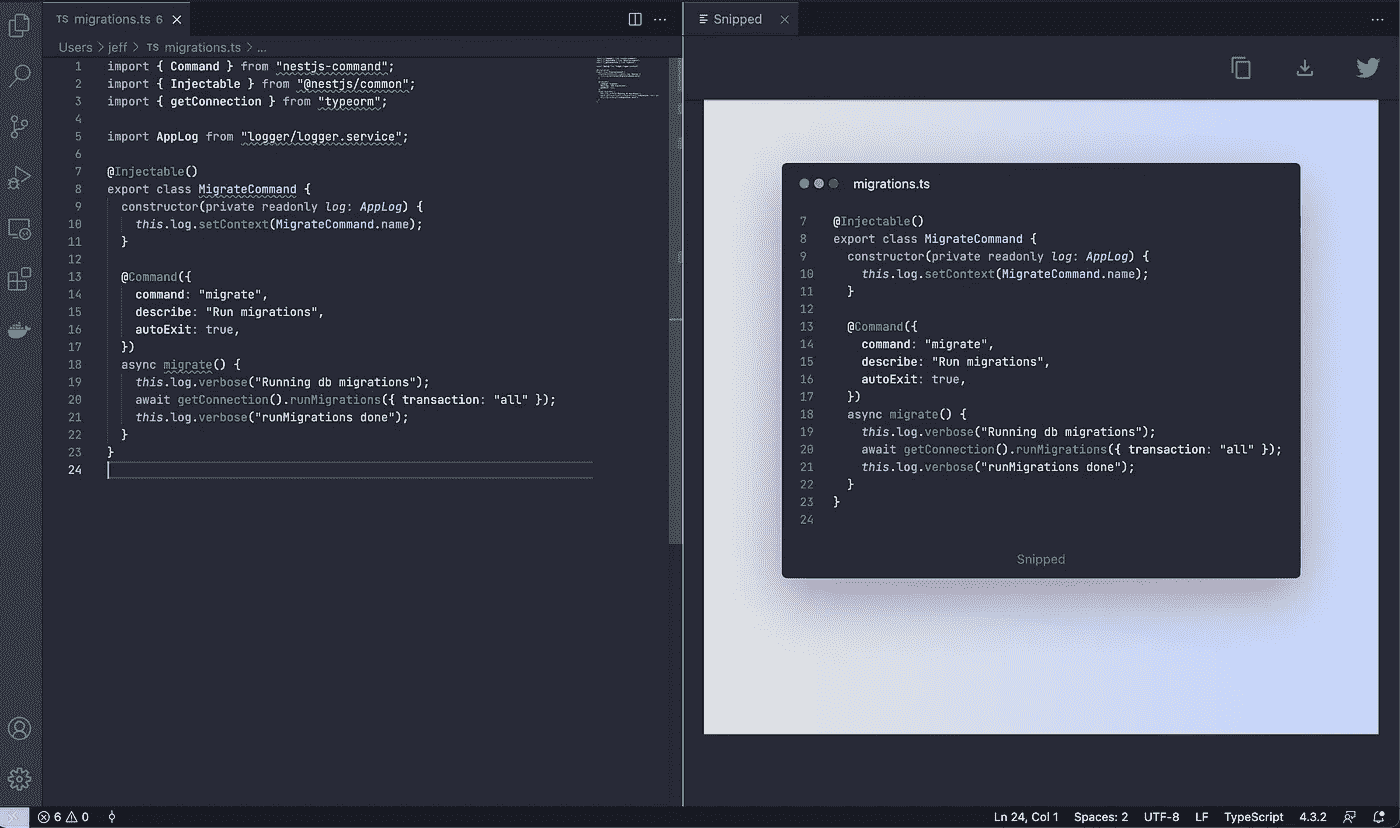 TS migrations.ts 6
Users > jeff > TS migrations.ts > ...
1 import { Command } from "nestjs-command";
2 import { Injectable } from "@nestjs/common";
3 import { getConnection } from "typeorm";
4
5 import AppLog from "logger/logger.service";
6
7 @Injectable()
8 export class MigrateCommand {
9 constructor(private readonly log: AppLog) {
10 this.log.setContext(MigrateCommand.name);
11 }
12
13 @Command({
14 command: "migrate",
15 describe: "Run migrations",
16 autoExit: true,
17 })
18 async migrate() {
19 this.log.verbose("Running db migrations");
20 await getConnection().runMigrations({ transaction: "all" });
21 this.log.verbose("runMigrations done");
22 }
23 }
24
Snipped
migrations.ts
7 @Injectable()
8 export class MigrateCommand {
9 constructor(private readonly log: AppLog) {
10 this.log.setContext(MigrateCommand.name);
11 }
12
13 @Command({
14 command: "migrate",
15 describe: "Run migrations",
16 autoExit: true,
17 })
18 async migrate() {
19 this.log.verbose("Running db migrations");
20 await getConnection().runMigrations({ transaction: "all" });
21 this.log.verbose("runMigrations done");
22 }
23 }
24
Snipped
6 0
Ln 24, Col 1 Spaces: 2 UTF-8 LF TypeScript 4.3.2